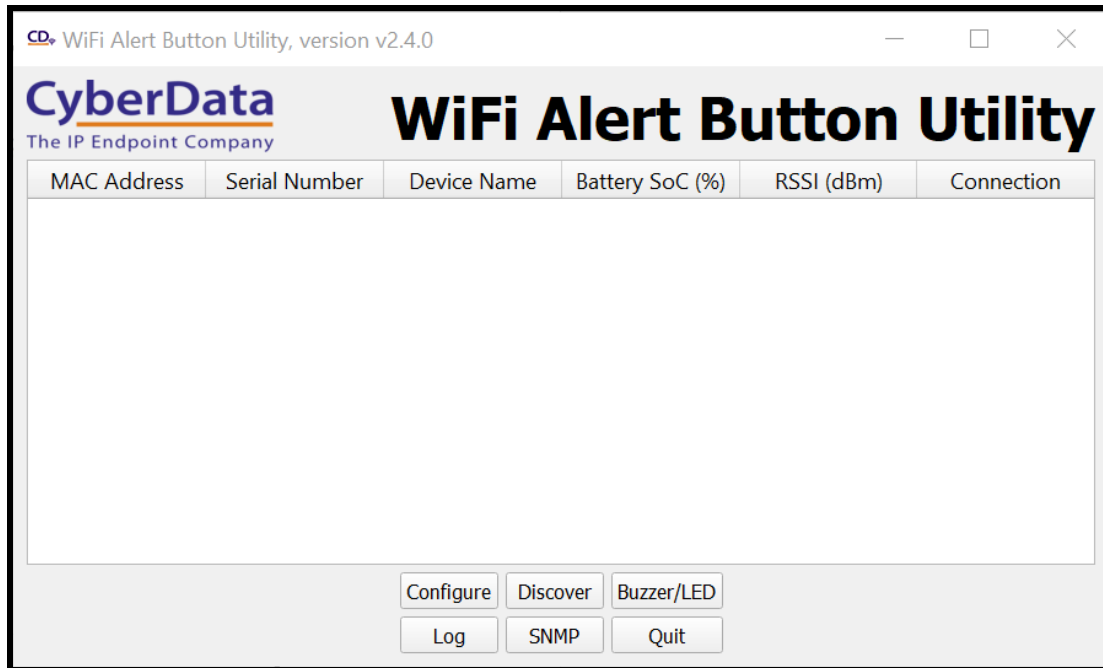 CD WiFi Alert Button Utility, version v2.4.0
CyberData
The IP Endpoint Company
WiFi Alert Button Utility
MAC Address Serial Number Device Name Battery SoC (%) RSSI (dBm) Connection
Configure Discover Buzzer/LED
Log SNMP Quit